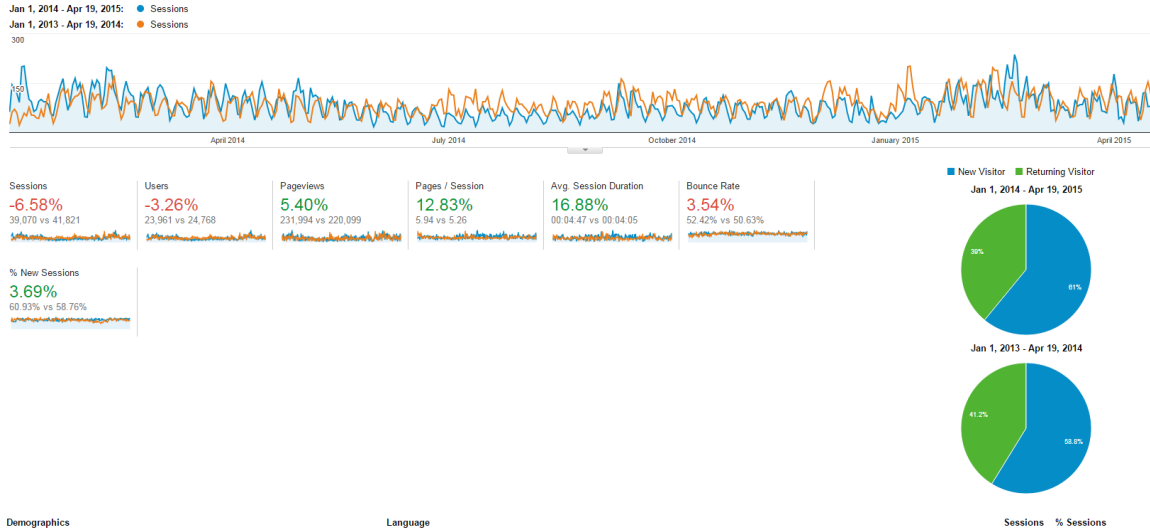 Jan 1, 2014 - Apr 19, 2015: Sessions
Jan 1, 2013 - Apr 19, 2014: Sessions
300
150
April 2014 July 2014 October 2014 January 2015 April 2015
Sessions
-6.58%
39,070 vs 41,821
Users
-3.26%
23,961 vs 24,768
Pageviews
5.40%
231,994 vs 220,099
Pages / Session
12.83%
5.94 vs 5.26
Avg. Session Duration
16.88%
00:04:47 vs 00:04:05
Bounce Rate
3.54%
52.42% vs 50.63%
% New Sessions
3.69%
60.93% vs 58.76%
New Visitor Returning Visitor
Jan 1, 2014 - Apr 19, 2015
39%
61%
Jan 1, 2013 - Apr 19, 2014
41.2%
58.8%
Demographics Language Sessions % Sessions